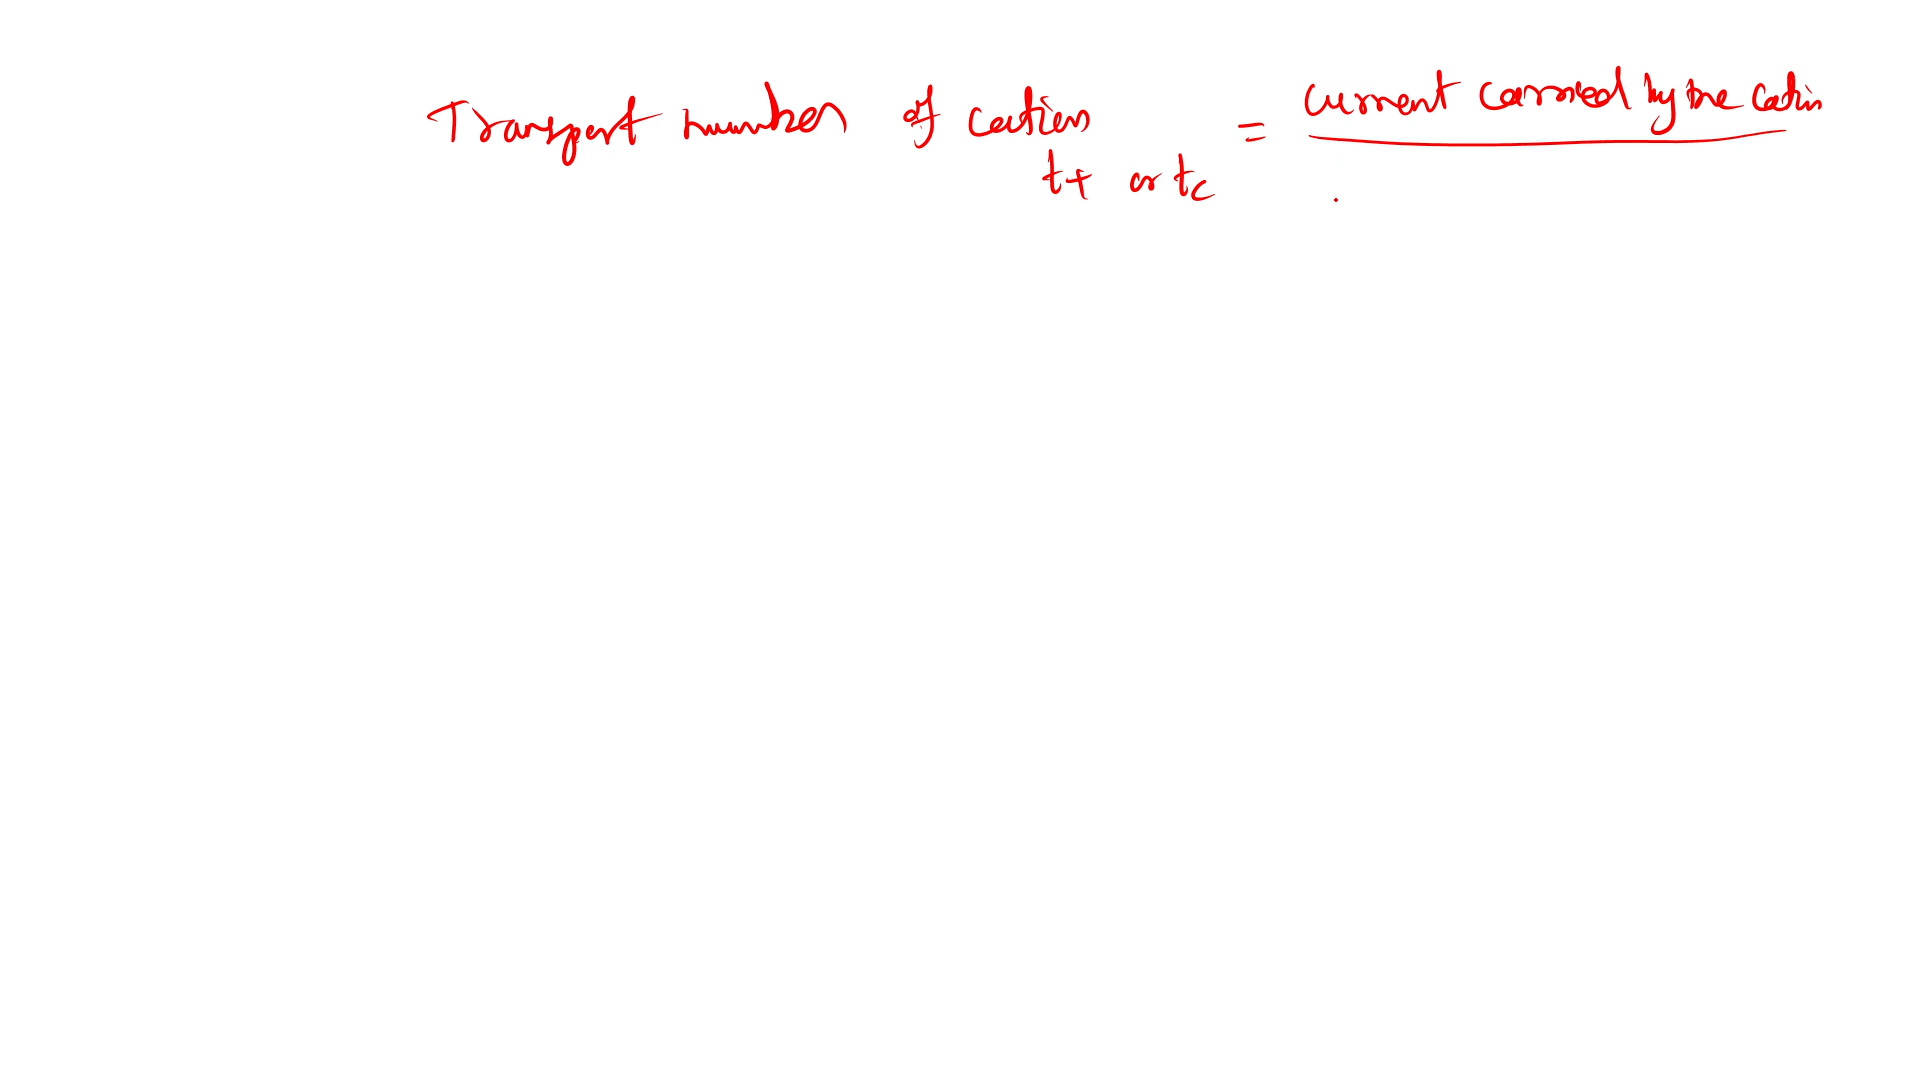 Transport number of cation = current carried by the cation
t+ or tc